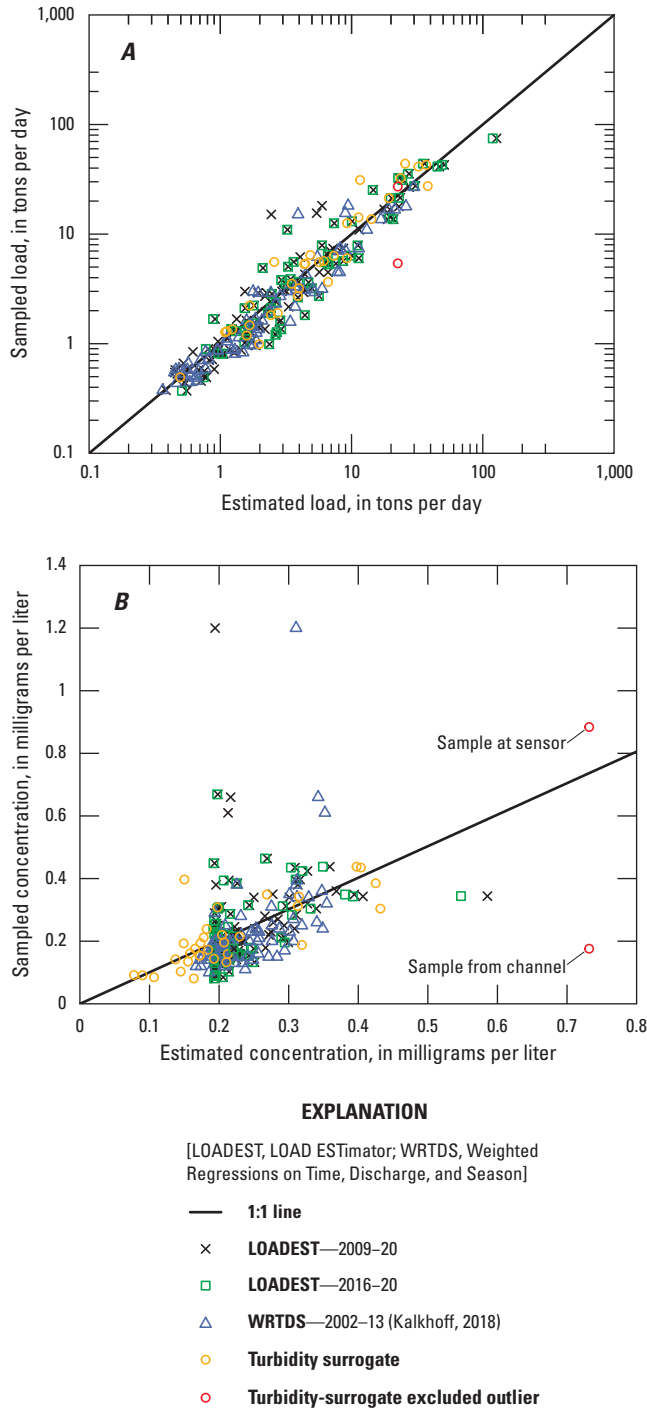 A
1,000
100
10
1
0.1
Sampled load, in tons per day
0.1 1 10 100 1,000
Estimated load, in tons per day
B
1.4
1.2
1
0.8
0.6
0.4
0.2
0
Sampled concentration, in milligrams per liter
Sample at sensor
Sample from channel
0 0.1 0.2 0.3 0.4 0.5 0.6 0.7 0.8
Estimated concentration, in milligrams per liter
EXPLANATION
[LOADEST, LOAD ESTimator; WRTDS, Weighted
Regressions on Time, Discharge, and Season]
1:1 line
LOADEST—2009–20
LOADEST—2016–20
WRTDS—2002–13 (Kalkhoff, 2018)
Turbidity surrogate
Turbidity-surrogate excluded outlier